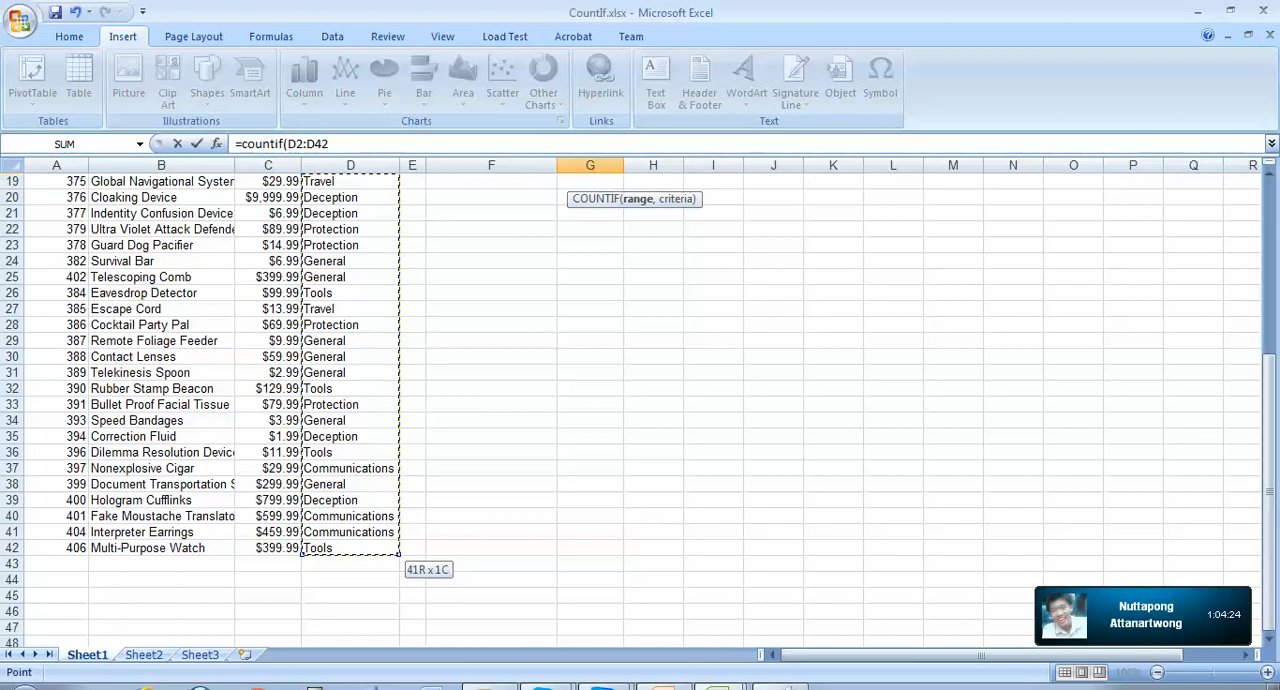 CountIf.xlsx - Microsoft Excel
Home Insert Page Layout Formulas Data Review View Load Test Acrobat Team
PivotTable Table Picture Clip Art Shapes SmartArt Column Line Pie Bar Area Scatter Other Charts Hyperlink Text Box Header & Footer WordArt Signature Line Object Symbol
Tables Illustrations Charts Links Text
SUM =countif(D2:D42
A B C D E F G H I J K L M N O P Q R
19 375 Global Navigational System $29.99 Travel
COUNTIF(range, criteria)
20 376 Cloaking Device $9,999.99 Deception
21 377 Indentity Confusion Device $6.99 Deception
22 379 Ultra Violet Attack Defende $89.99 Protection
23 378 Guard Dog Pacifier $14.99 Protection
24 382 Survival Bar $6.99 General
25 402 Telescoping Comb $399.99 General
26 384 Eavesdrop Detector $99.99 Tools
27 385 Escape Cord $13.99 Travel
28 386 Cocktail Party Pal $69.99 Protection
29 387 Remote Foliage Feeder $9.99 General
30 388 Contact Lenses $59.99 General
31 389 Telekinesis Spoon $2.99 General
32 390 Rubber Stamp Beacon $129.99 Tools
33 391 Bullet Proof Facial Tissue $79.99 Protection
34 393 Speed Bandages $3.99 General
35 394 Correction Fluid $1.99 Deception
36 396 Dilemma Resolution Device $11.99 Tools
37 397 Nonexplosive Cigar $29.99 Communications
38 399 Document Transportation S $299.99 General
39 400 Hologram Cufflinks $799.99 Deception
40 401 Fake Moustache Translato $599.99 Communications
41 404 Interpreter Earrings $459.99 Communications
42 406 Multi-Purpose Watch $399.99 Tools
43
41R x 1C
44
45
46
47
48
Nuttapong Attanartwong 1:04:24
Sheet1 Sheet2 Sheet3
Point 100%